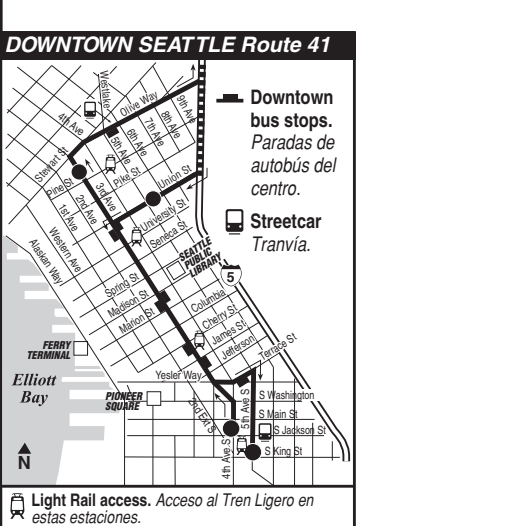 DOWNTOWN SEATTLE Route 41
Westlake
Olive Way
9th Ave
8th Ave
7th Ave
6th Ave
5th Ave
4th Ave
Stewart St
Pine St
Pike St
Union St
3rd Ave
2nd Ave
1st Ave
Western Ave
Alaskan Way
University St
Seneca St
SEATTLE
PUBLIC
LIBRARY
5
Spring St
Madison St
Marion St
Columbia
Cherry St
James St
Jefferson
Terrace St
FERRY
TERMINAL
Elliott
Bay
Yesler Way
PIONEER
SQUARE
S Washington
S Main St
S Jackson St
S King St
2nd Ext S
4th Ave S
5th Ave S
N
Downtown
bus stops.
Paradas de
autobús del
centro.
Streetcar
Tranvía.
Light Rail access. Acceso al Tren Ligero en
estas estaciones.